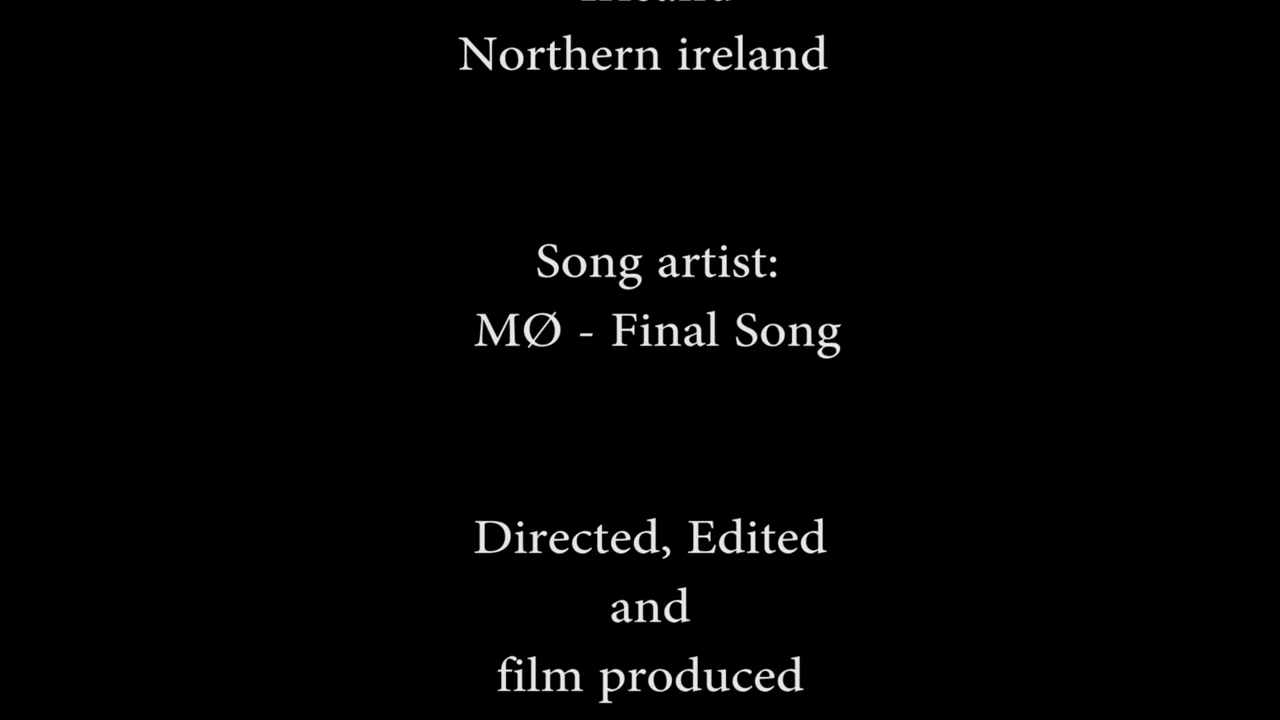 Northern ireland
Song artist:
MØ - Final Song
Directed, Edited
and
film produced